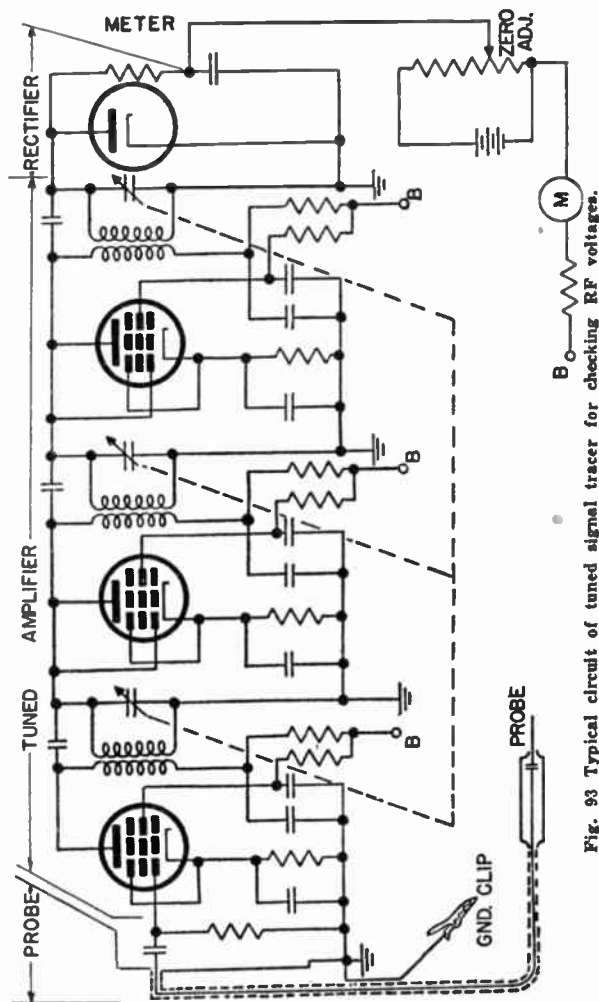 PROBE
TUNED
AMPLIFIER
RECTIFIER
METER
ZERO
ADJ.
B
B
B
B
M
GND. CLIP
PROBE
Fig. 93 Typical circuit of tuned signal tracer for checking RF voltages.